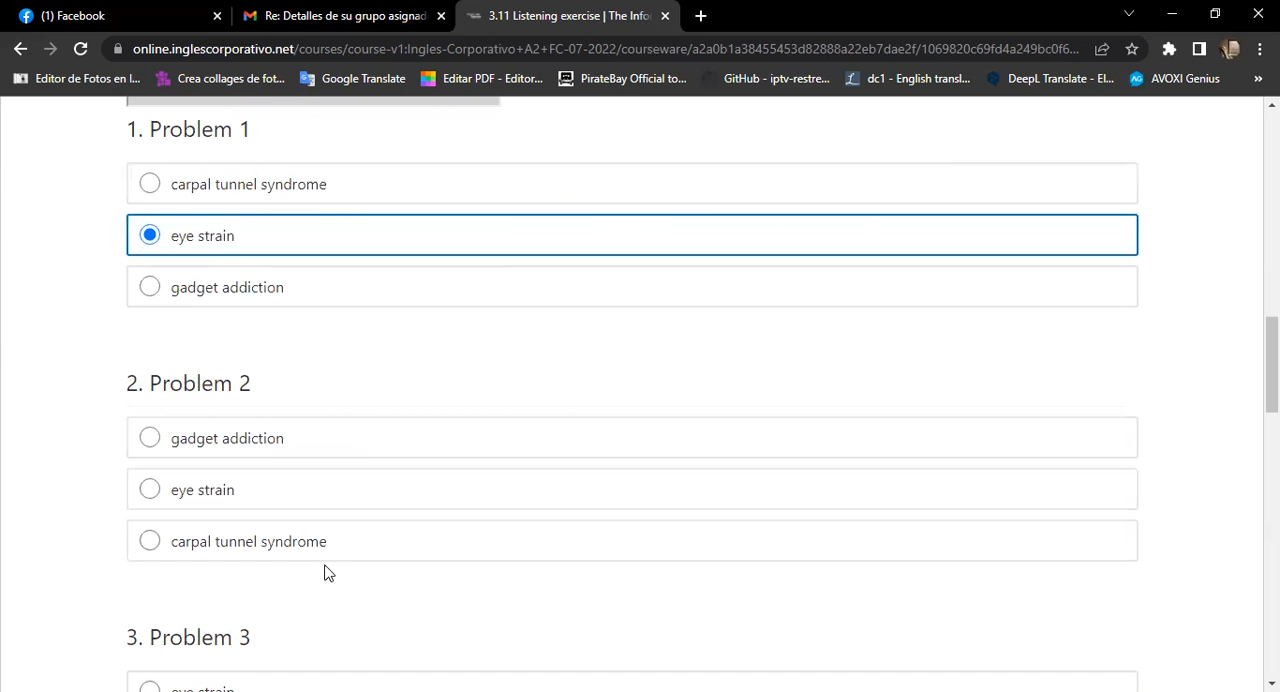 (1) Facebook
Re: Detalles de su grupo asignad
3.11 Listening exercise | The Info
online.inglescorporativo.net/courses/course-v1:Ingles-Corporativo+A2+FC-07-2022/courseware/a2a0b1a38455453d82888a22eb7dae2f/1069820c69fd4a249bc0f6...
Editor de Fotos en l...
Crea collages de fot...
Google Translate
Editar PDF - Editor...
PirateBay Official to...
GitHub - iptv-restre...
dc1 - English transl...
DeepL Translate - El...
AVOXI Genius
1. Problem 1
carpal tunnel syndrome
eye strain
gadget addiction
2. Problem 2
gadget addiction
eye strain
carpal tunnel syndrome
3. Problem 3
eye strain